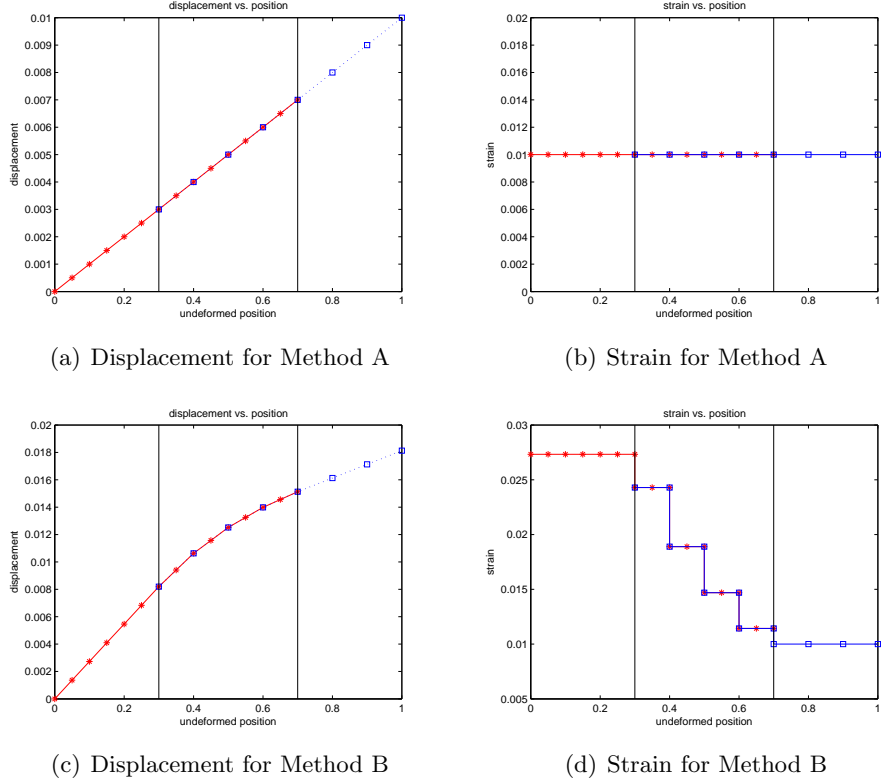 displacement vs. position
0.01
0.009
0.008
0.007
0.006
0.005
0.004
0.003
0.002
0.001
0
displacement
0 0.2 0.4 0.6 0.8 1
undeformed position
(a) Displacement for Method A
strain vs. position
0.02
0.018
0.016
0.014
0.012
0.01
0.008
0.006
0.004
0.002
0
strain
0 0.2 0.4 0.6 0.8 1
undeformed position
(b) Strain for Method A
displacement vs. position
0.02
0.018
0.016
0.014
0.012
0.01
0.008
0.006
0.004
0.002
0
displacement
0 0.2 0.4 0.6 0.8 1
undeformed position
(c) Displacement for Method B
strain vs. position
0.03
0.025
0.02
0.015
0.01
0.005
strain
0 0.2 0.4 0.6 0.8 1
undeformed position
(d) Strain for Method B